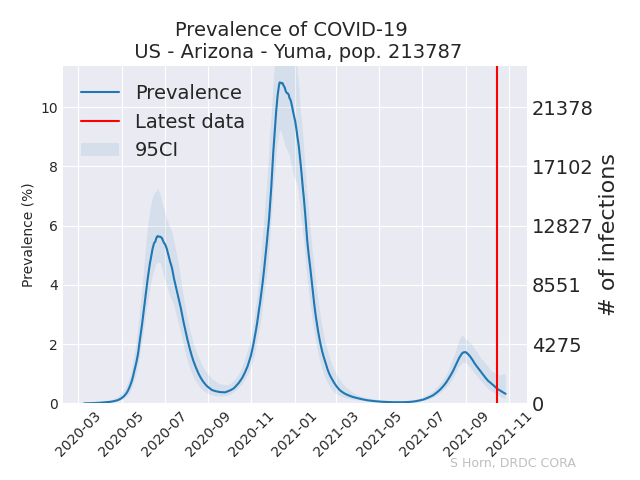 Prevalence of COVID-19
US - Arizona - Yuma, pop. 213787
Prevalence
Latest data
95CI
Prevalence (%)
10
8
6
4
2
0
21378
17102
12827
8551
4275
0
# of infections
2020-03
2020-05
2020-07
2020-09
2020-11
2021-01
2021-03
2021-05
2021-07
2021-09
2021-11
S Horn, DRDC CORA